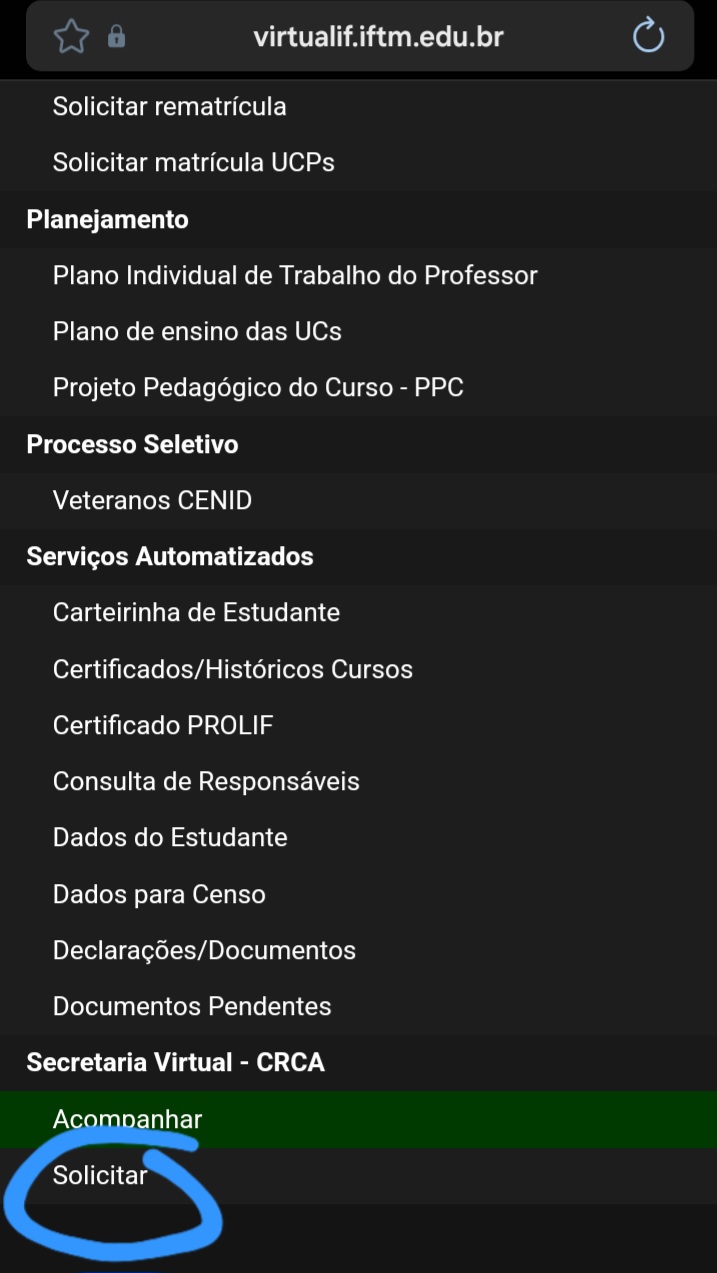 virtualif.iftm.edu.br
Solicitar rematrícula
Solicitar matrícula UCPs
Planejamento
Plano Individual de Trabalho do Professor
Plano de ensino das UCs
Projeto Pedagógico do Curso - PPC
Processo Seletivo
Veteranos CENID
Serviços Automatizados
Carteirinha de Estudante
Certificados/Históricos Cursos
Certificado PROLIF
Consulta de Responsáveis
Dados do Estudante
Dados para Censo
Declarações/Documentos
Documentos Pendentes
Secretaria Virtual - CRCA
Acompanhar
Solicitar